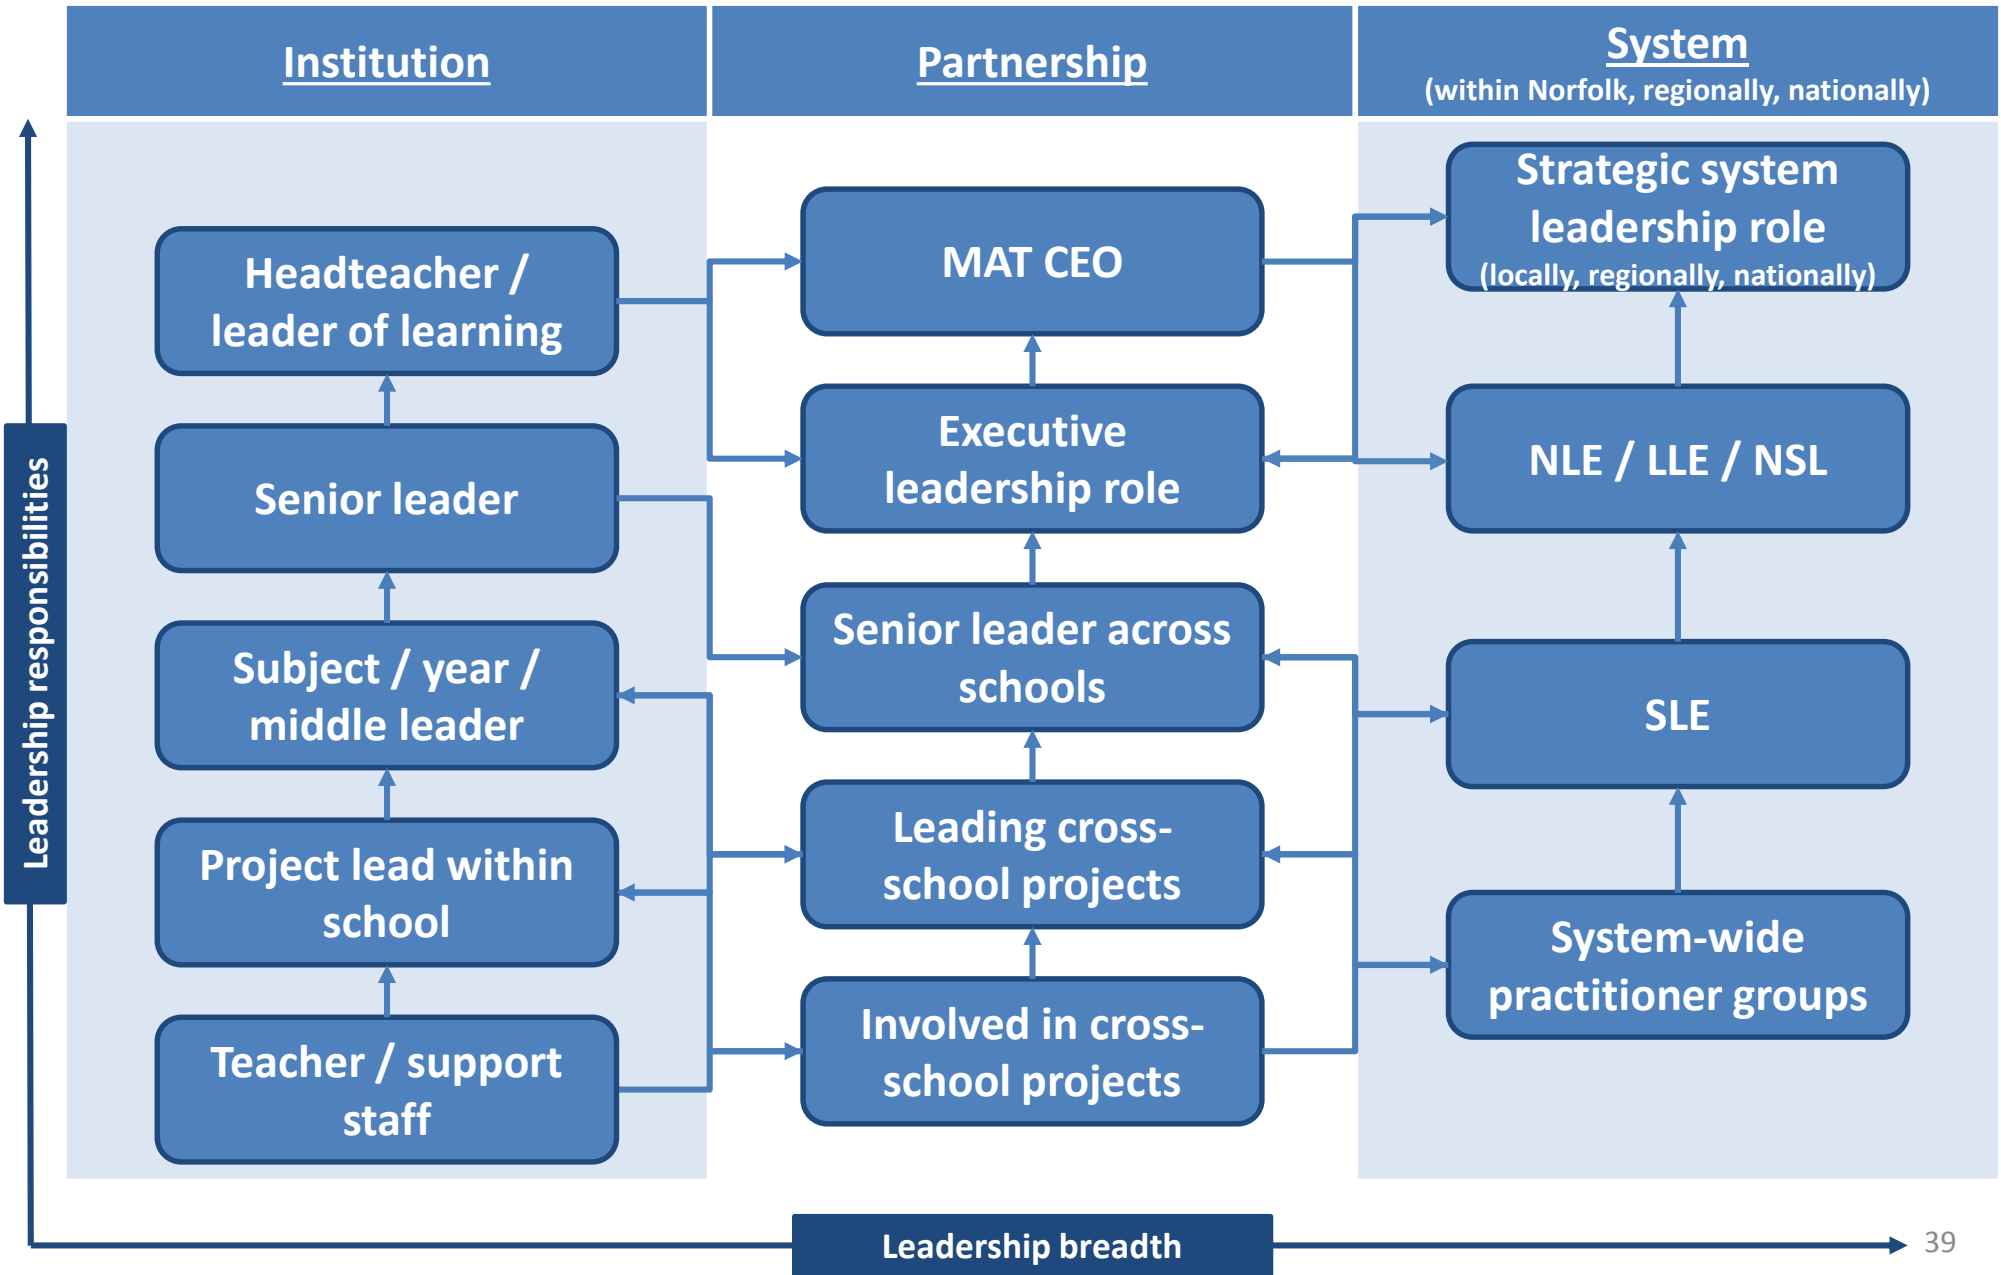 Institution
Partnership
System
(within Norfolk, regionally, nationally)
Leadership responsibilities
Headteacher /
leader of learning
Senior leader
Subject / year /
middle leader
Project lead within
school
Teacher / support
staff
MAT CEO
Executive
leadership role
Senior leader across
schools
Leading cross-
school projects
Involved in cross-
school projects
Strategic system
leadership role
(locally, regionally, nationally)
NLE / LLE / NSL
SLE
System-wide
practitioner groups
Leadership breadth
39